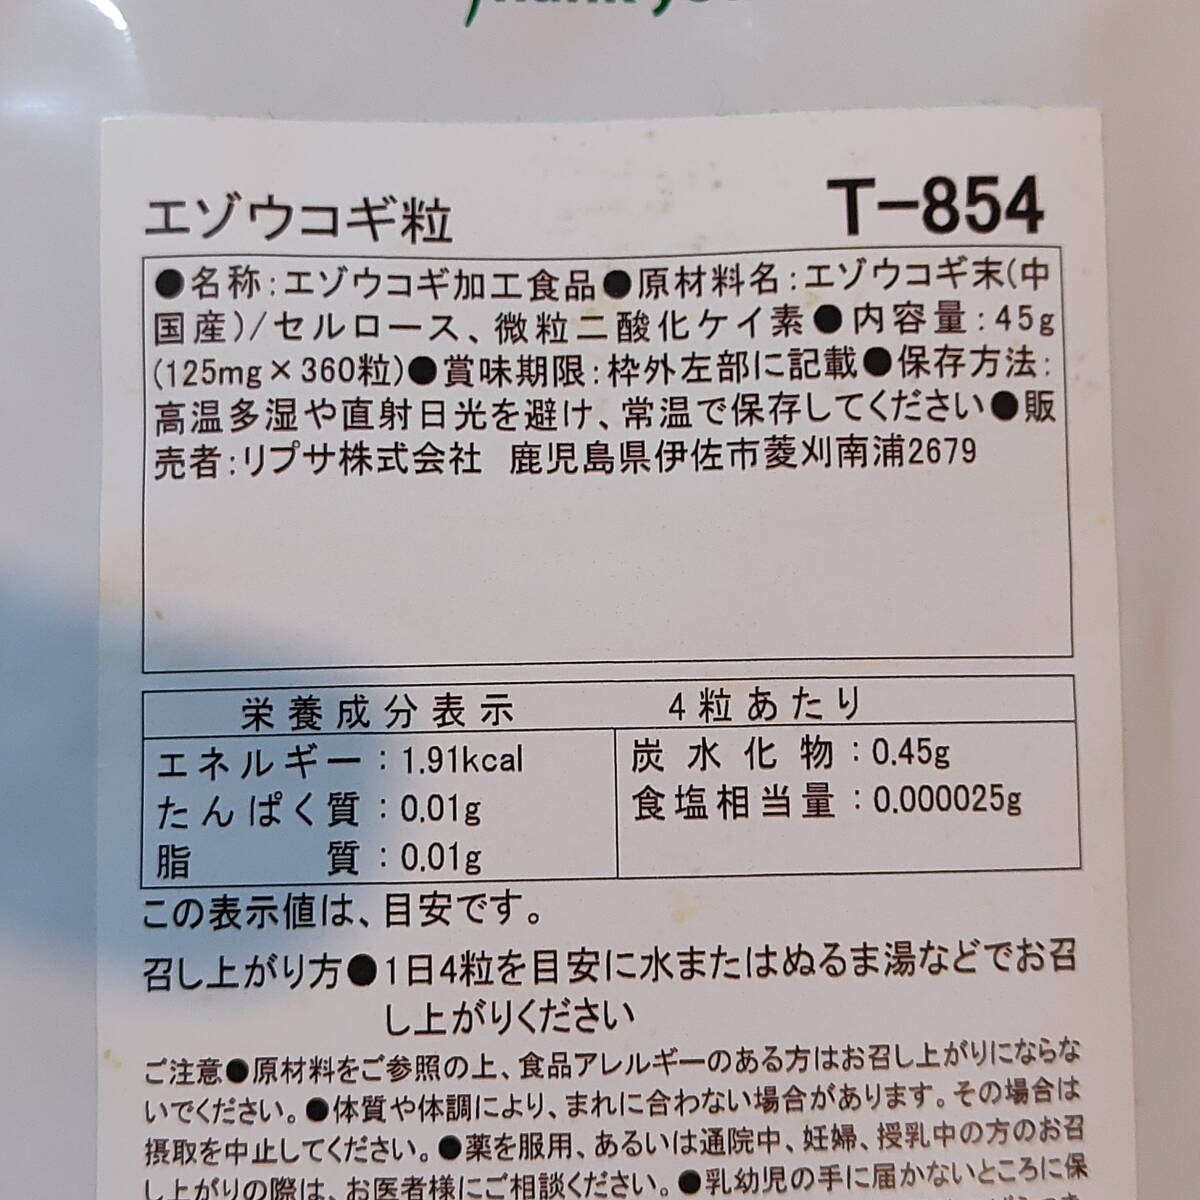 エゾウコギ粒 T-854
●名称:エゾウコギ加工食品●原材料名:エゾウコギ末(中
国産)/セルロース、微粒二酸化ケイ素●内容量:45g
(125mg×360粒)●賞味期限:枠外左部に記載●保存方法:
高温多湿や直射日光を避け、常温で保存してください●販
売者:リプサ株式会社 鹿児島県伊佐市菱刈南浦2679
栄養成分表示 4粒あたり
エネルギー:1.91kcal
たんぱく質:0.01g
脂質:0.01g
炭水化物:0.45g
食塩相当量:0.000025g
この表示値は、目安です。
召し上がり方●1日4粒を目安に水またはぬるま湯などでお召
し上がりください
ご注意●原材料をご参照の上、食品アレルギーのある方はお召し上がりにならな
いでください。●体質や体調により、まれに合わない場合があります。その場合は
摂取を中止してください。●薬を服用、あるいは通院中、妊婦、授乳中の方のお召
し上がりの際は、お医者様にご相談ください。●乳幼児の手に届かないところに保